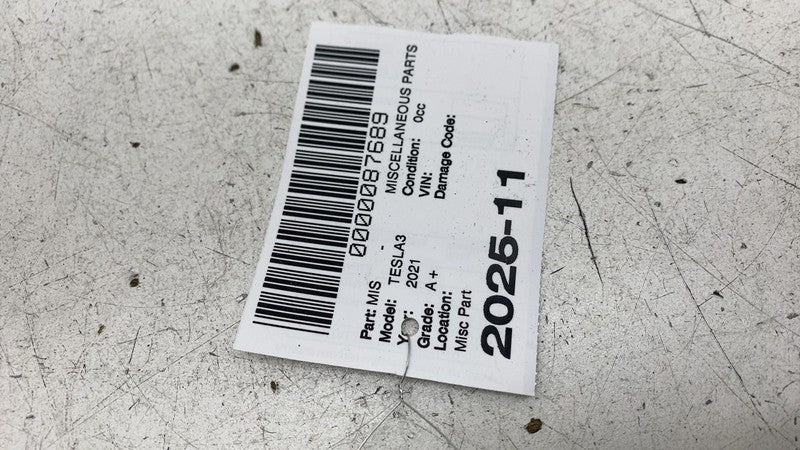 0000087689
Part: MIS - MISCELLANEOUS PARTS
Model: TESLA3 Condition: 0cc
Year: 2021 VIN:
Grade: A+ Damage Code:
Location:
Misc Part
2025-11